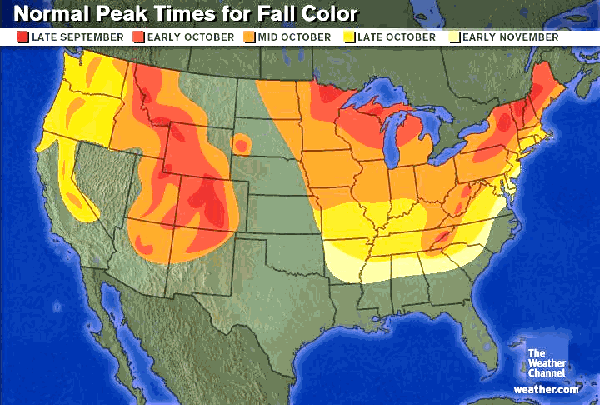 Normal Peak Times for Fall Color
LATE SEPTEMBER EARLY OCTOBER MID OCTOBER LATE OCTOBER EARLY NOVEMBER
The
Weather
Channel
weather.com